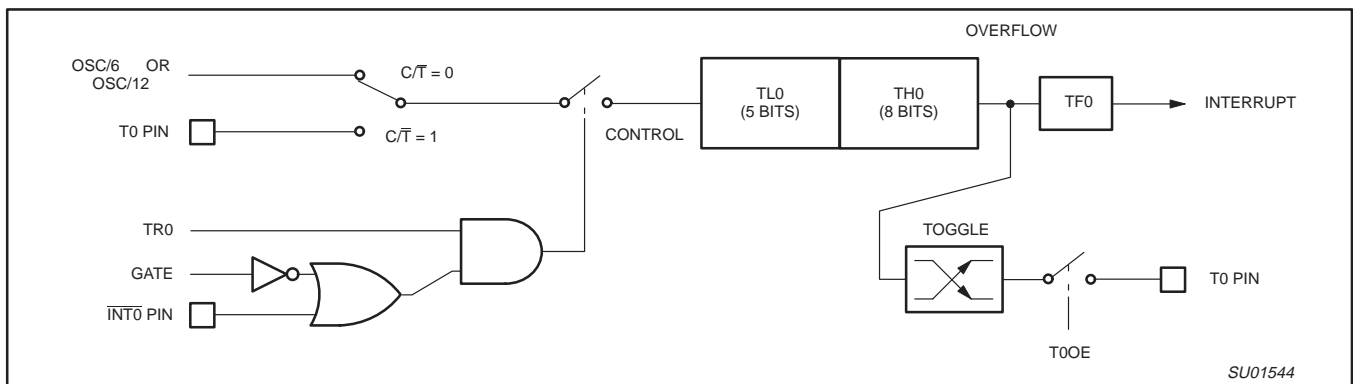 OVERFLOW
OSC/6 OR
OSC/12
C/T̅ = 0
TL0
(5 BITS)
TH0
(8 BITS)
TF0
INTERRUPT
T0 PIN
C/T̅ = 1
CONTROL
TR0
TOGGLE
GATE
T0 PIN
I̅N̅T̅0̅ PIN
T0OE
SU01544